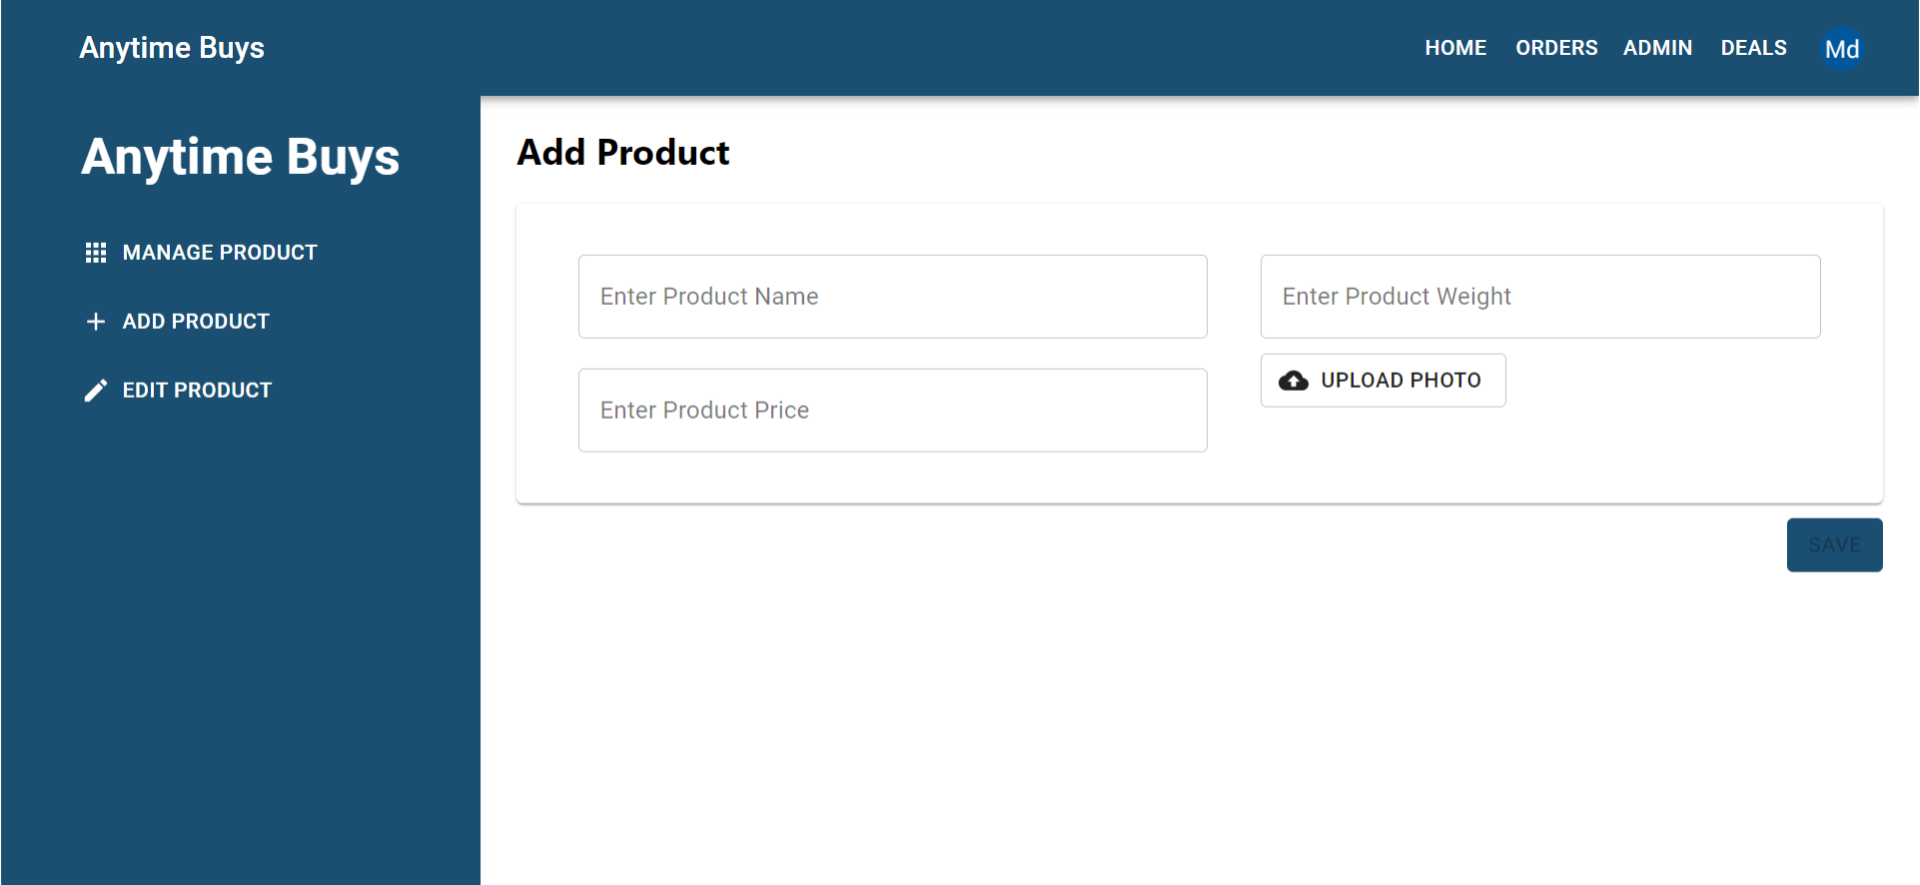 Anytime Buys
HOME ORDERS ADMIN DEALS Md
Anytime Buys
MANAGE PRODUCT
ADD PRODUCT
EDIT PRODUCT
Add Product
Enter Product Name
Enter Product Weight
Enter Product Price
UPLOAD PHOTO
SAVE